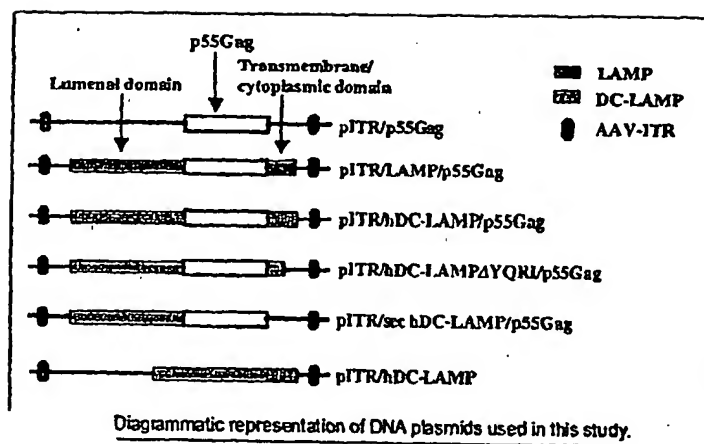 p55Gag
Transmembrane/
cytoplasmic domain
Lumenal domain
LAMP
DC-LAMP
AAV-ITR
pITR/p55Gag
pITR/LAMP/p55Gag
pITR/hDC-LAMP/p55Gag
pITR/hDC-LAMPΔYQRI/p55Gag
pITR/sec hDC-LAMP/p55Gag
pITR/hDC-LAMP
Diagrammatic representation of DNA plasmids used in this study.